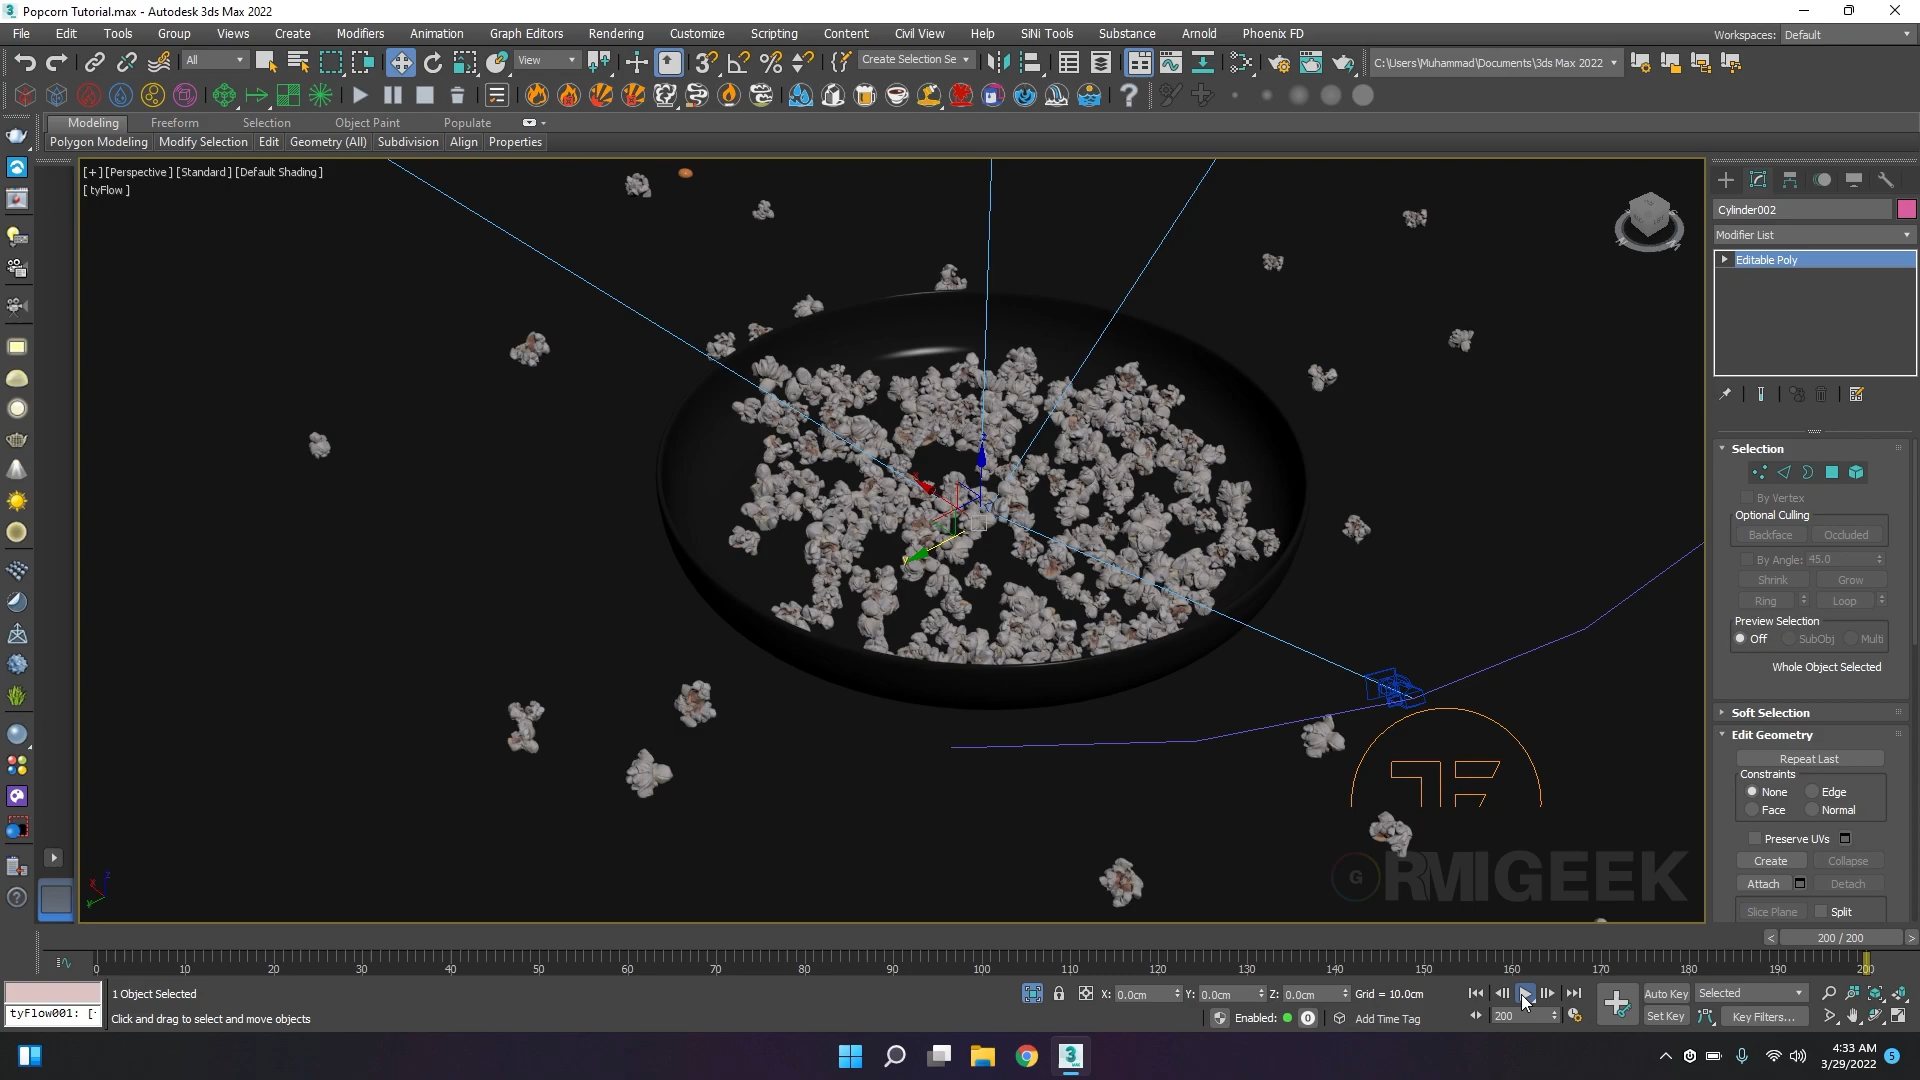 Popcorn Tutorial.max - Autodesk 3ds Max 2022
File Edit Tools Group Views Create Modifiers Animation Graph Editors Rendering Customize Scripting Content Civil View Help SiNi Tools Substance Arnold Phoenix FD
Workspaces: Default
All View Create Selection Se C:\Users\Muhammad\Documents\3ds Max 2022
Modeling Freeform Selection Object Paint Populate
Polygon Modeling Modify Selection Edit Geometry (All) Subdivision Align Properties
[+] [Perspective ] [Standard ] [Default Shading ]
[ tyFlow ]
Cylinder002
Modifier List
Editable Poly
Selection
By Vertex
Optional Culling
Backface Occluded
By Angle: 45.0
Shrink Grow
Ring Loop
Preview Selection
Off SubObj Multi
Whole Object Selected
Soft Selection
Edit Geometry
Repeat Last
Constraints
None Edge
Face Normal
Preserve UVs
Create Collapse
Attach Detach
Slice Plane Split
G RMIGEEK
< 200 / 200 >
0 10 20 30 40 50 60 70 80 90 100 110 120 130 140 150 160 170 180 190 200
1 Object Selected
X: 0.0cm Y: 0.0cm Z: 0.0cm Grid = 10.0cm
Auto Key Selected
tyFlow001: [
Click and drag to select and move objects
Enabled: 0 Add Time Tag
200
Set Key Key Filters...
4:33 AM
3/29/2022
5